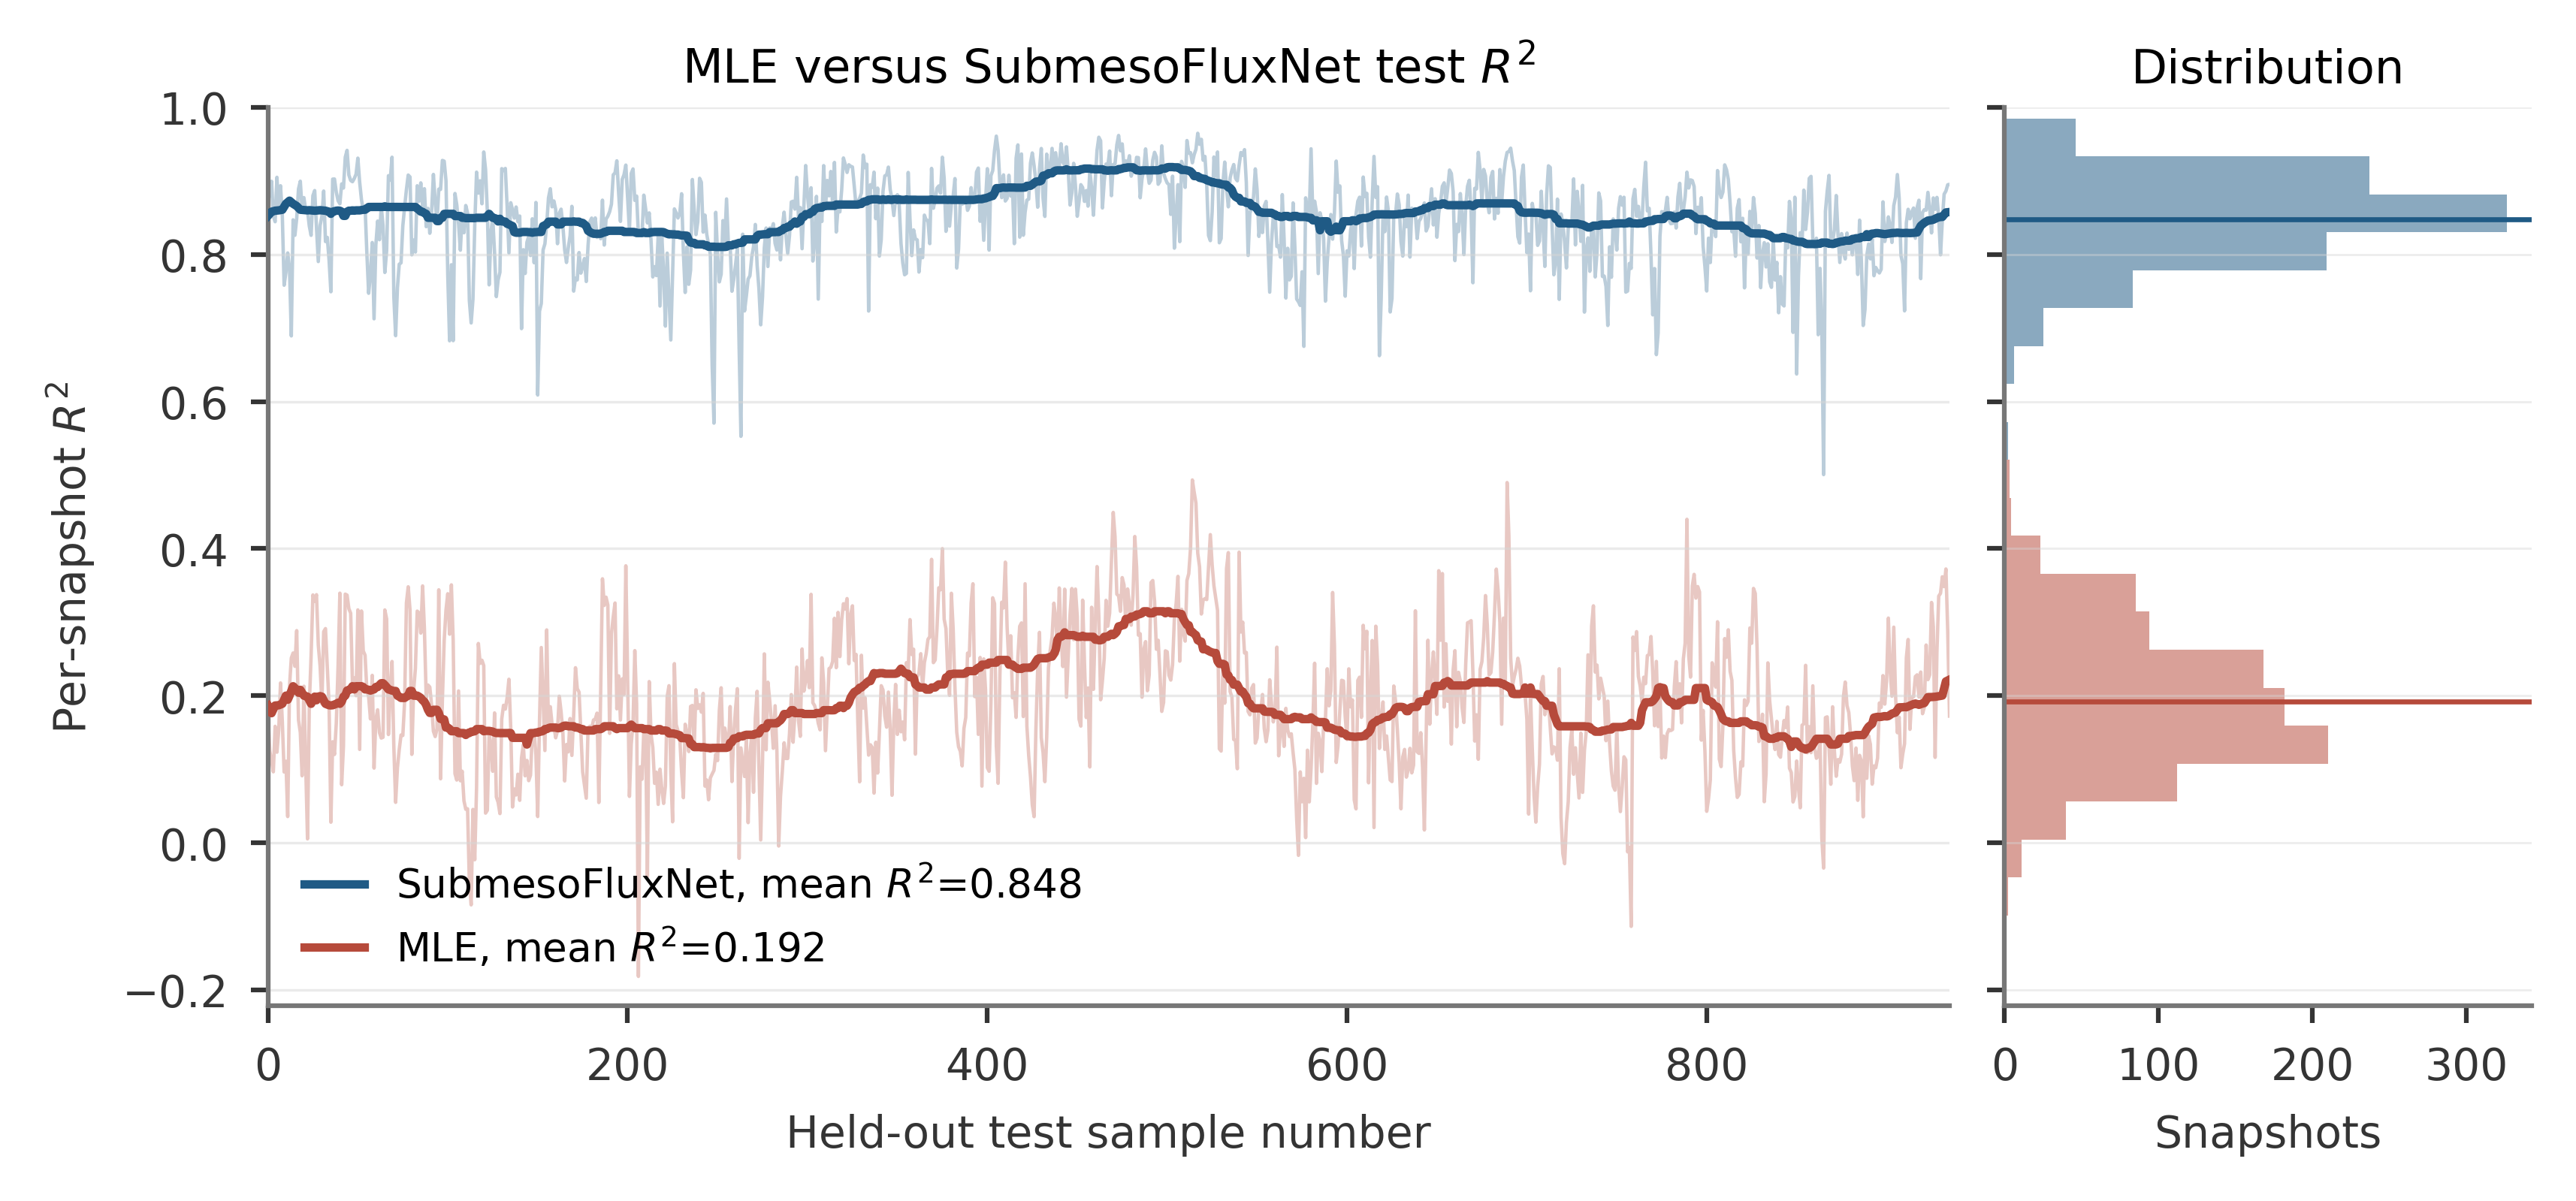 MLE versus SubmesoFluxNet test R²
Distribution
Per-snapshot R²
1.0
0.8
0.6
0.4
0.2
0.0
−0.2
SubmesoFluxNet, mean R²=0.848
MLE, mean R²=0.192
0 200 400 600 800
0 100 200 300
Held-out test sample number
Snapshots